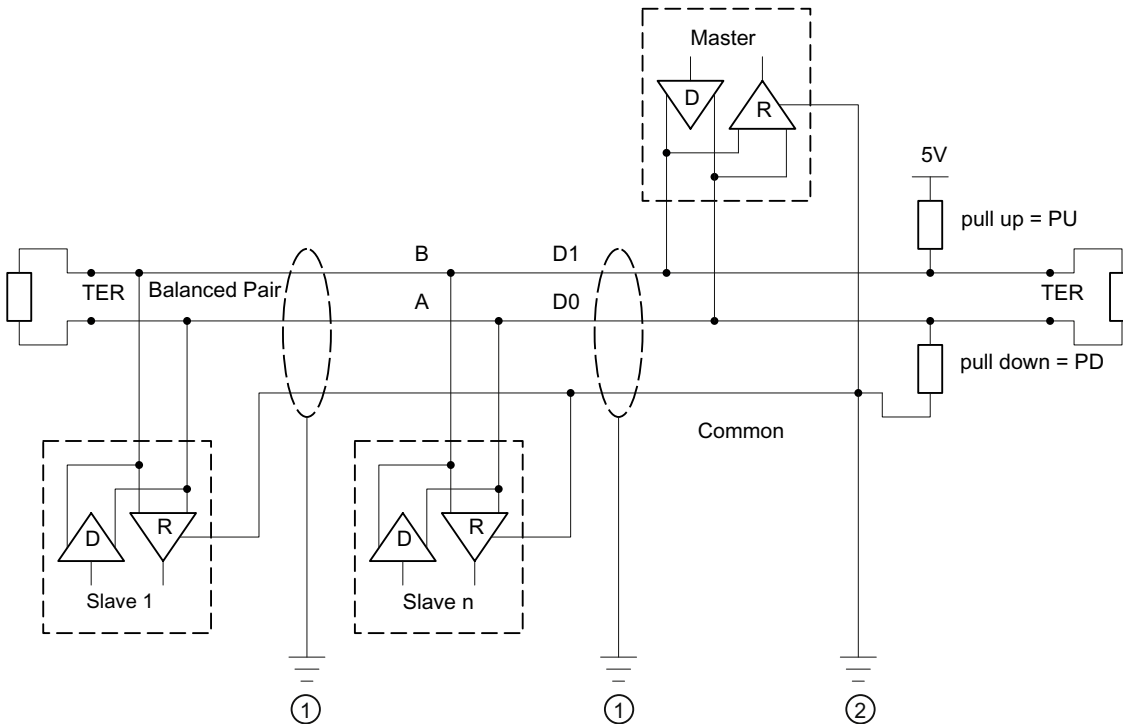 Master
D
R
5V
pull up = PU
B
D1
TER
Balanced Pair
A
D0
TER
pull down = PD
Common
D
R
Slave 1
D
R
Slave n
1
1
2